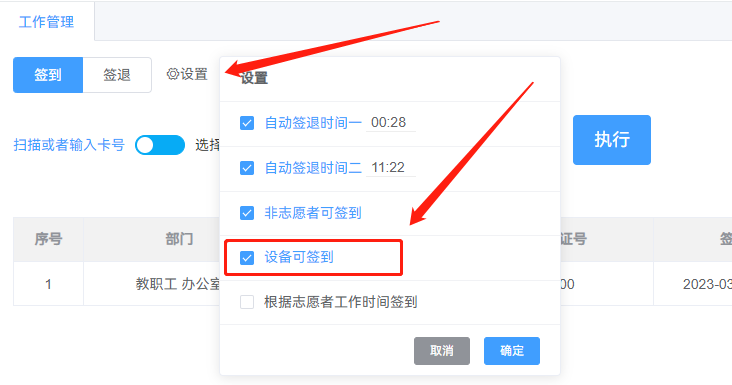 工作管理
签到 签退 设置
设置
自动签退时间一 00:28
扫描或者输入卡号 选择 执行
自动签退时间二 11:22
非志愿者可签到
序号 部门 证号 签
设备可签到
1 教职工 办公室 00 2023-03
根据志愿者工作时间签到
取消 确定